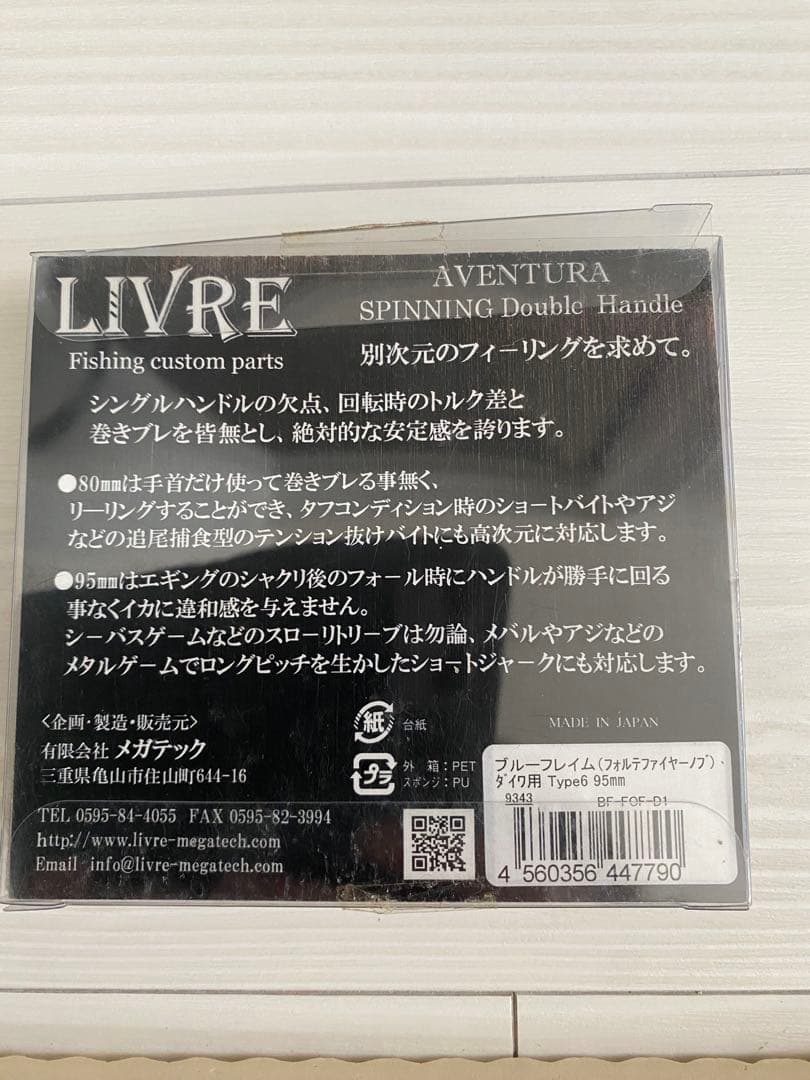 LIVRE
Fishing custom parts
AVENTURA
SPINNING Double Handle
別次元のフィーリングを求めて。
シングルハンドルの欠点、回転時のトルク差と
巻きブレを皆無とし、絶対的な安定感を誇ります。
●80mmは手首だけ使って巻きブレる事無く、
リーリングすることができ、タフコンディション時のショートバイトやアジ
などの追尾捕食型のテンション抜けバイトにも高次元に対応します。
●95mmはエギングのシャクリ後のフォール時にハンドルが勝手に回る
事なくイカに違和感を与えません。
シーバスゲームなどのスローリトリーブは勿論、メバルやアジなどの
メタルゲームでロングピッチを生かしたショートジャークにも対応します。
<企画・製造・販売元>
有限会社 メガテック
三重県亀山市住山町644-16
TEL 0595-84-4055 FAX 0595-82-3994
http://www.livre-megatech.com
Email info@livre-megatech.com
紙 台紙
プラ 外 箱:PET
スポンジ:PU
MADE IN JAPAN
ブルーフレイム(フォルテファイヤーノブ)、
ダイワ用 Type6 95mm
9343 BF-FOF-D1
4 560356 447790